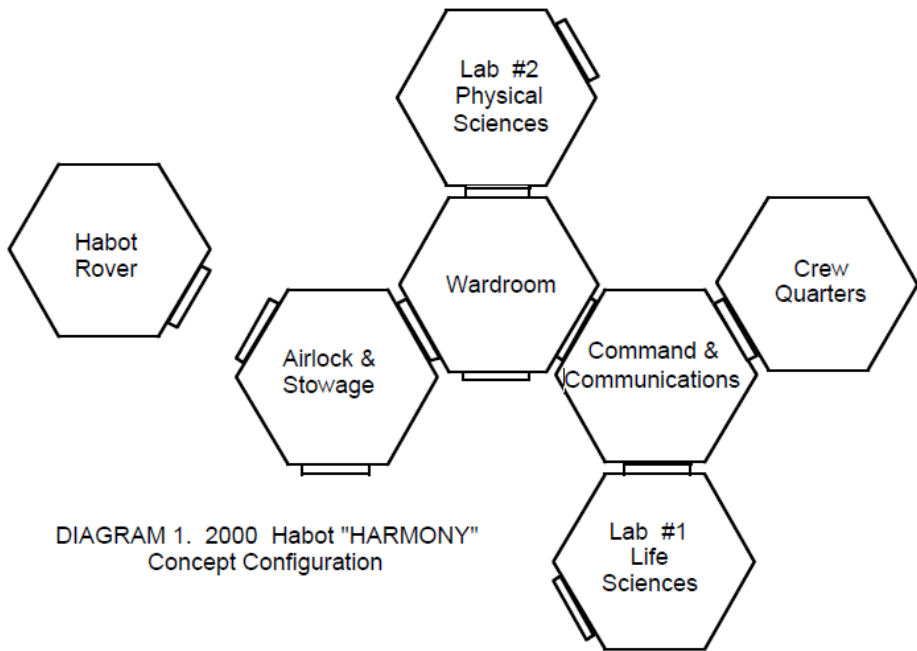 Lab #2
Physical
Sciences
Habot
Rover
Wardroom
Crew
Quarters
Airlock &
Stowage
Command &
Communications
DIAGRAM 1. 2000 Habot "HARMONY"
Concept Configuration
Lab #1
Life
Sciences